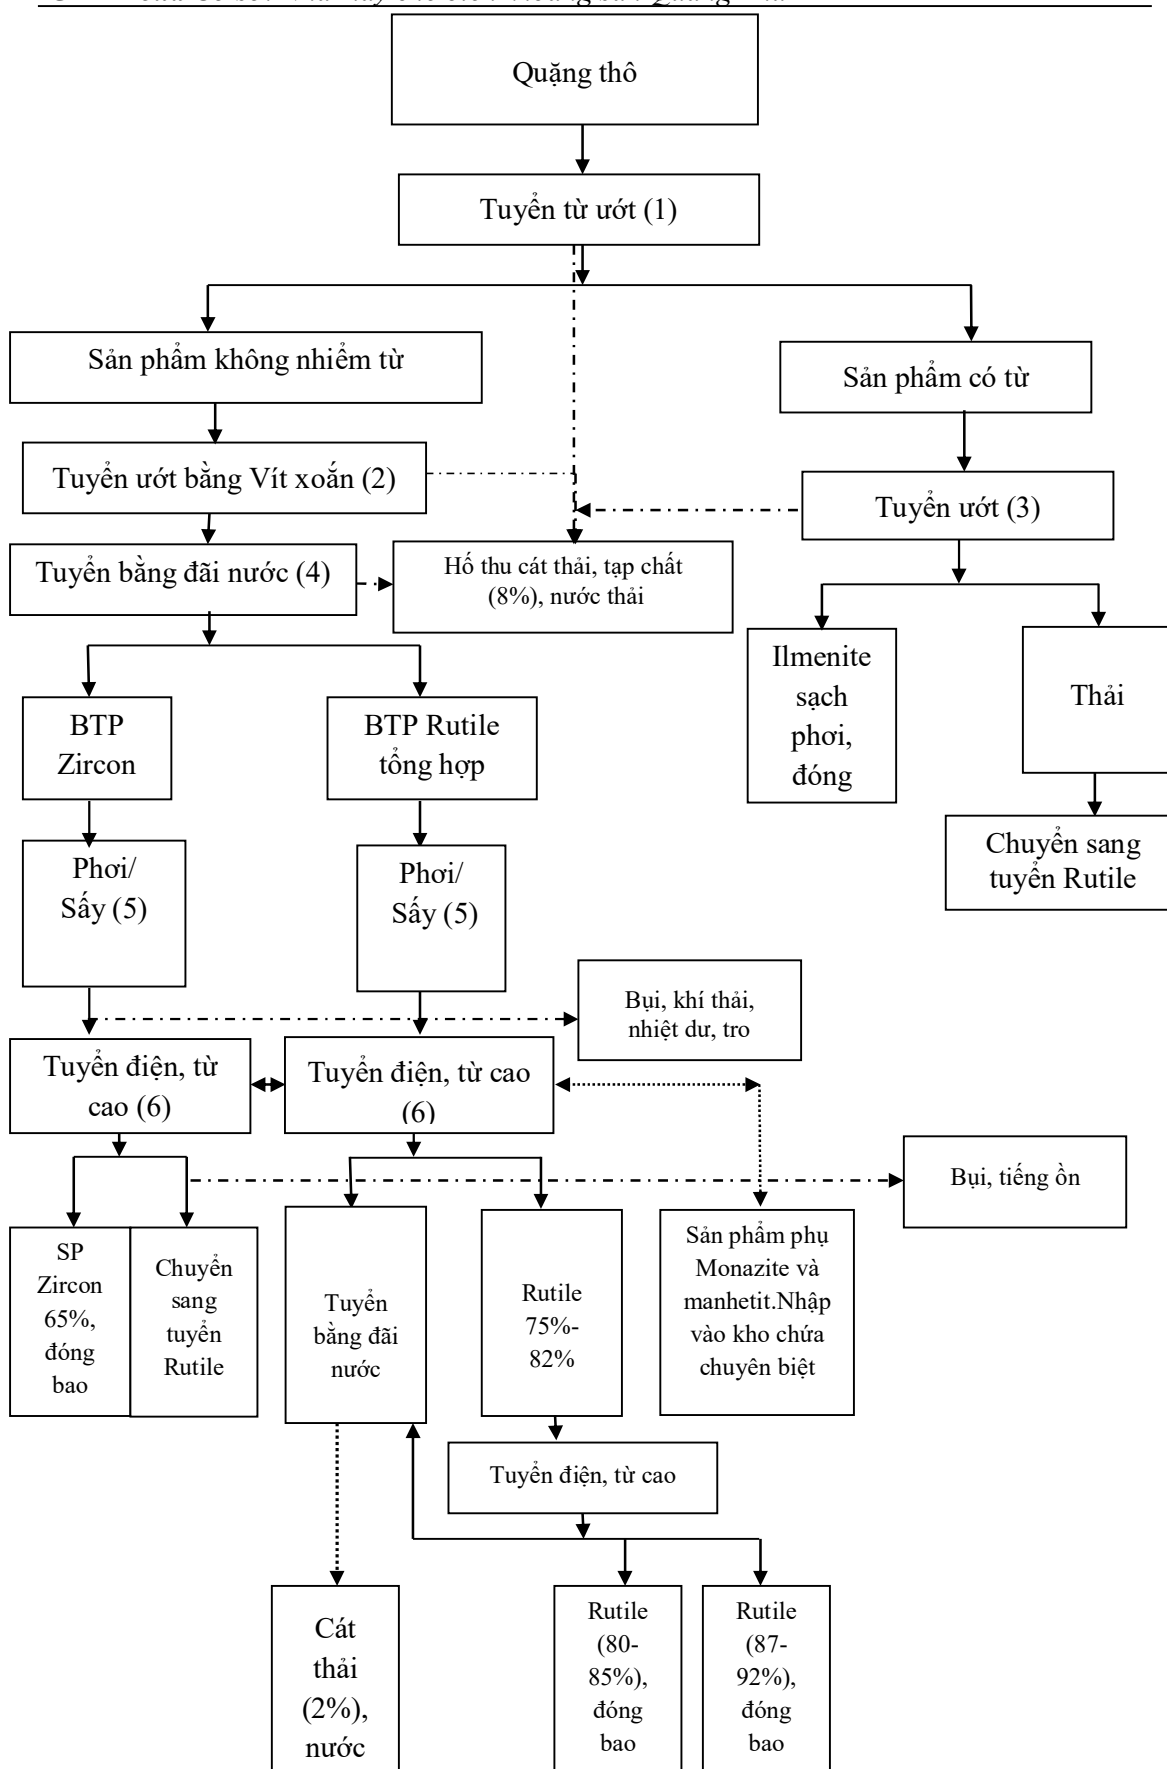 Quặng thô
Tuyển từ ướt (1)
Sản phẩm không nhiểm từ
Sản phẩm có từ
Tuyển ướt bằng Vít xoắn (2)
Tuyển ướt (3)
Tuyển bằng đãi nước (4)
Hố thu cát thải, tạp chất
(8%), nước thải
Ilmenite
sạch
phơi,
đóng
Thải
BTP
Zircon
BTP Rutile
tổng hợp
Chuyển sang
tuyển Rutile
Phơi/
Sấy (5)
Phơi/
Sấy (5)
Bụi, khí thải,
nhiệt dư, tro
Tuyển điện, từ
cao (6)
Tuyển điện, từ cao
(6)
Bụi, tiếng ồn
SP
Zircon
65%,
đóng
bao
Chuyển
sang
tuyển
Rutile
Tuyển
bằng đãi
nước
Rutile
75%-
82%
Sản phẩm phụ
Monazite và
manhetit.Nhập
vào kho chứa
chuyên biệt
Tuyển điện, từ cao
Cát
thải
(2%),
nước
Rutile
(80-
85%),
đóng
bao
Rutile
(87-
92%),
đóng
bao